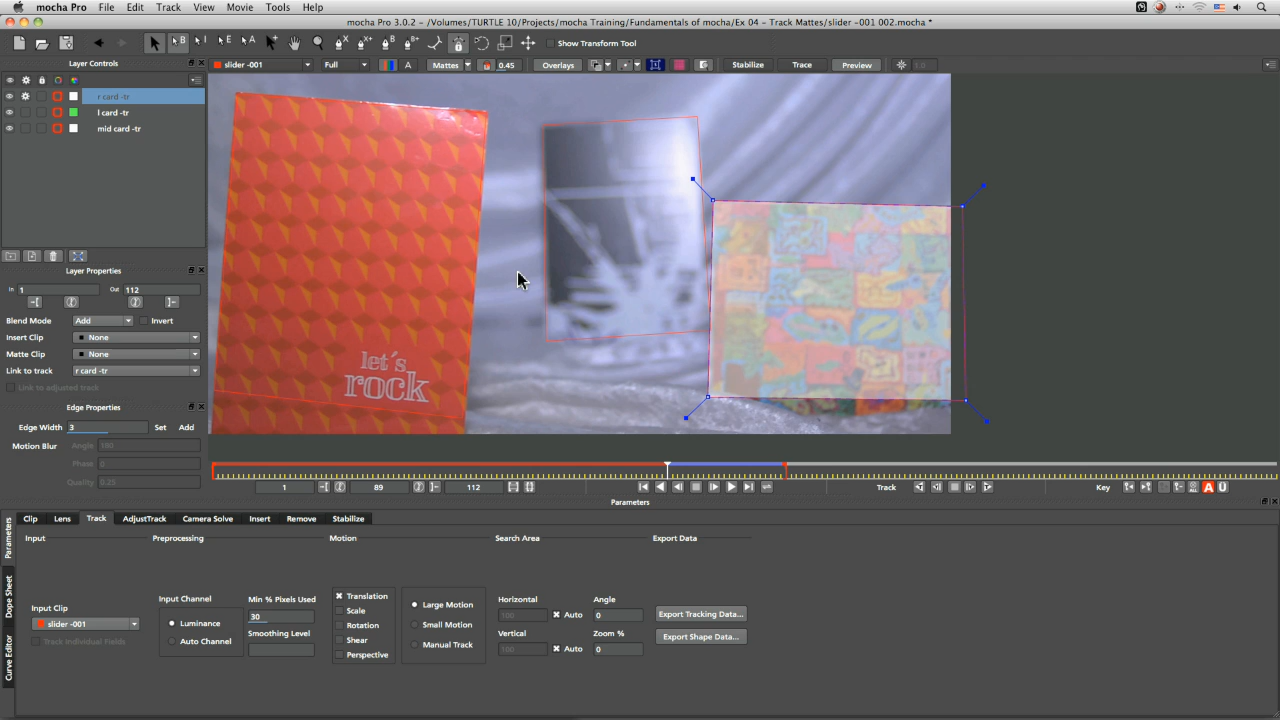 mocha Pro File Edit Track View Movie Tools Help
mocha Pro 3.0.2 - /Volumes/TURTLE 10/Projects/mocha Training/Fundamentals of mocha/Ex 04 - Track Mattes/slider -001 002.mocha *
Show Transform Tool
Layer Controls
slider -001 Full A Mattes 0.45 Overlays Stabilize Trace Preview 1.0
r card -tr
l card -tr
mid card -tr
let's
rock
Layer Properties
In 1 Out 112
Blend Mode Add Invert
Insert Clip None
Matte Clip None
Link to track r card -tr
Link to adjusted track
Edge Properties
Edge Width 3 Set Add
Motion Blur Angle 180
Phase 0
Quality 0.25
1 89 112 Track Key A U
Parameters
Clip Lens Track AdjustTrack Camera Solve Insert Remove Stabilize
Parameters
Dope Sheet
Curve Editor
Input Preprocessing Motion Search Area Export Data
Input Clip
slider -001
Track Individual Fields
Input Channel
Luminance
Auto Channel
Min % Pixels Used
30
Smoothing Level
Translation
Scale
Rotation
Shear
Perspective
Large Motion
Small Motion
Manual Track
Horizontal
100 Auto
Vertical
100 Auto
Angle
0
Zoom %
0
Export Tracking Data...
Export Shape Data...